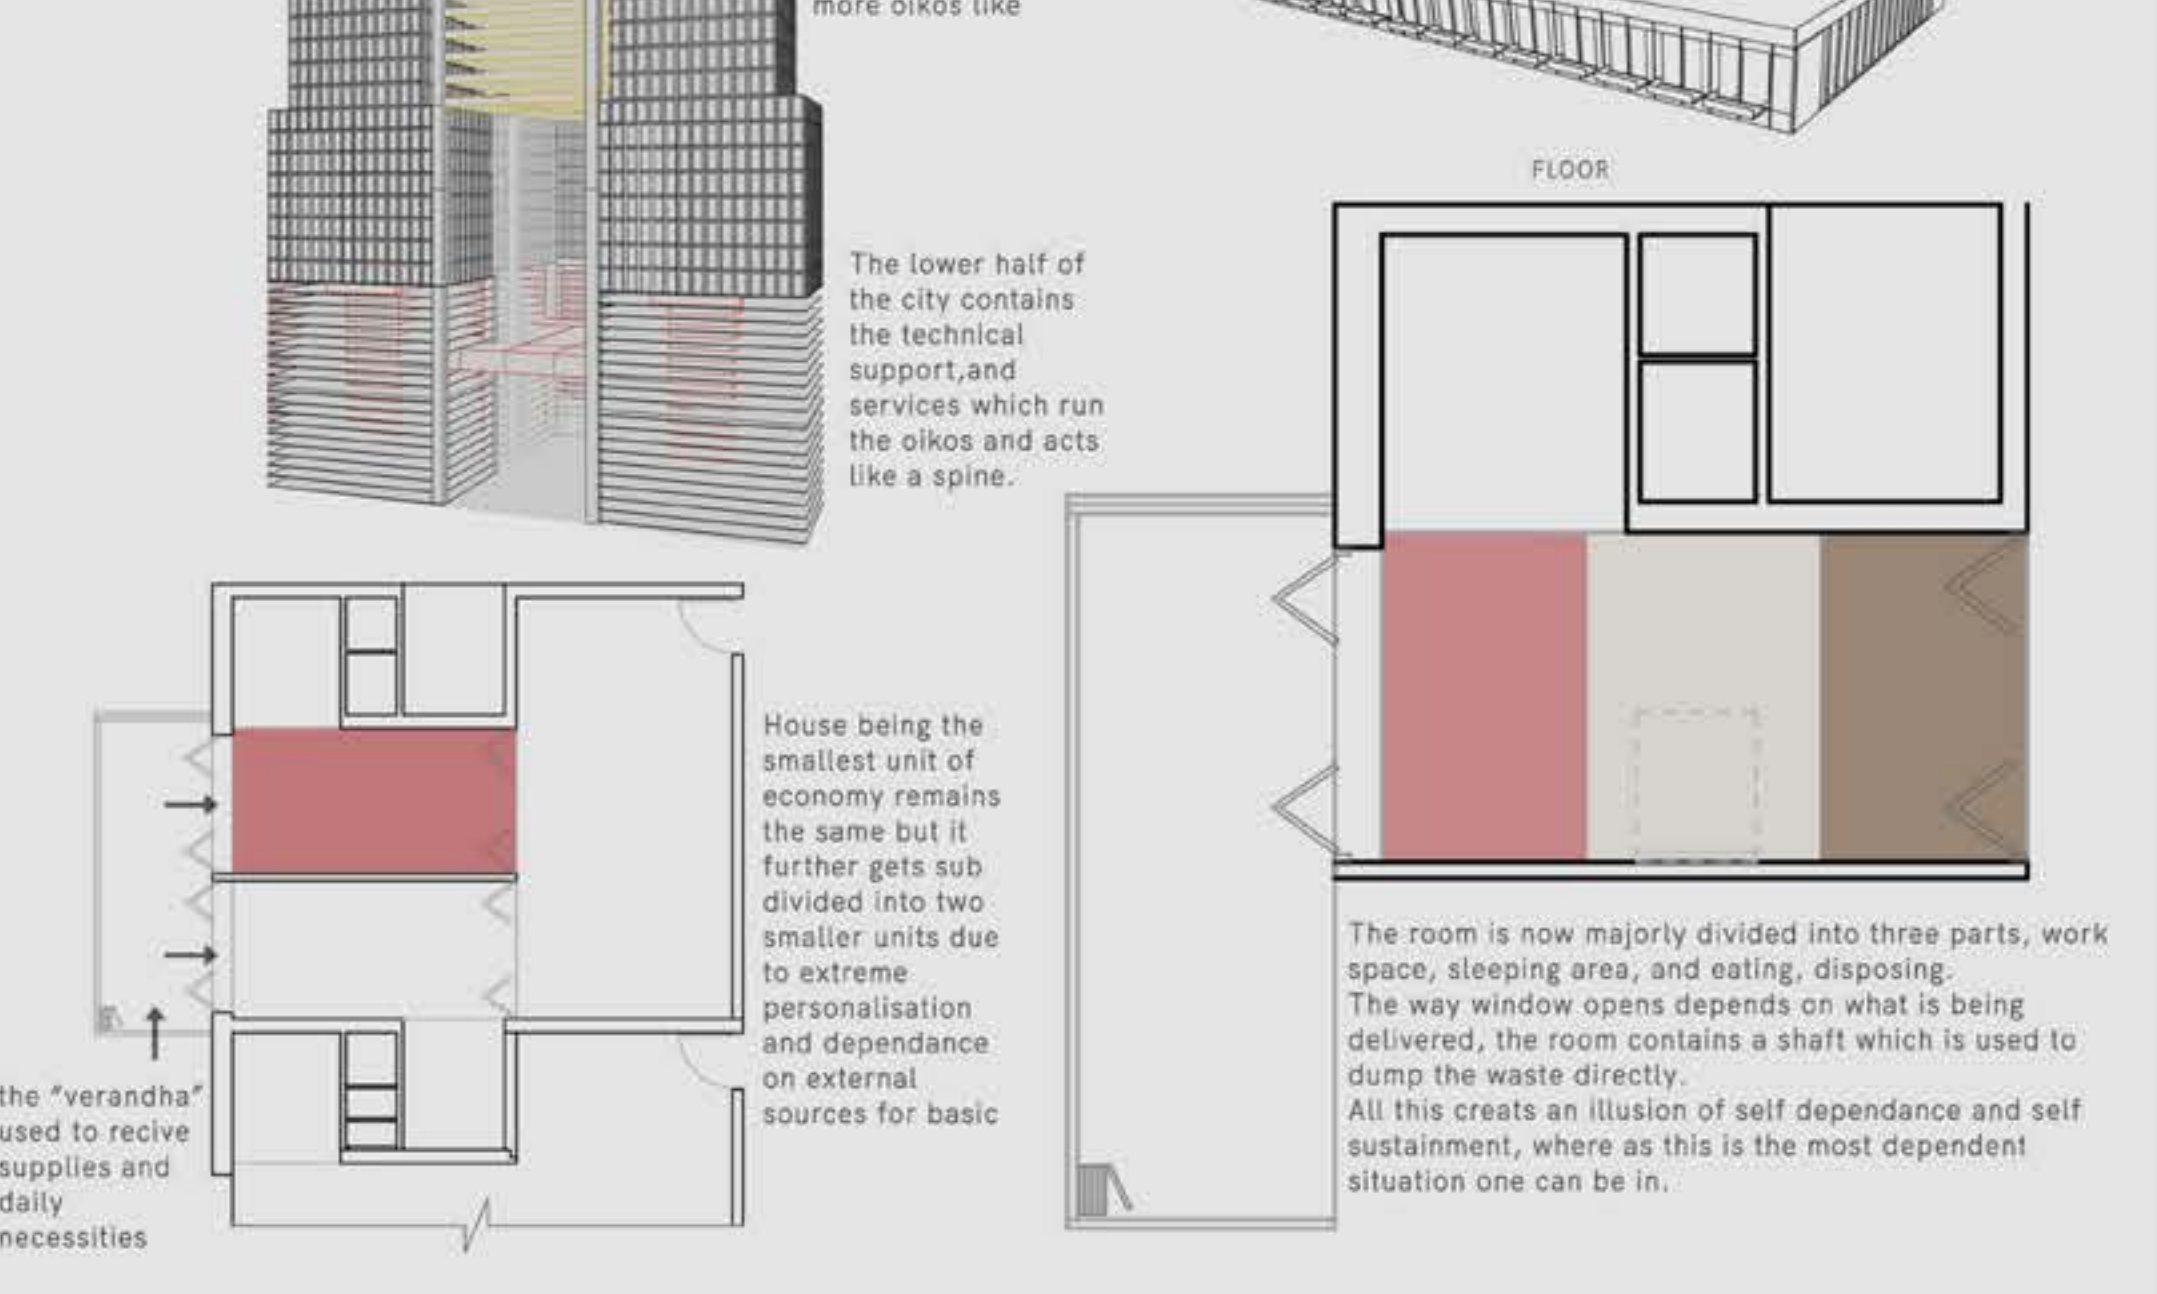 more oikos like
FLOOR
The lower half of
the city contains
the technical
support,and
services which run
the oikos and acts
like a spine.
House being the
smallest unit of
economy remains
the same but it
further gets sub
divided into two
smaller units due
to extreme
personalisation
and dependance
on external
sources for basic
the "verandha"
used to recive
supplies and
daily
necessities
The room is now majorly divided into three parts, work
space, sleeping area, and eating, disposing.
The way window opens depends on what is being
delivered, the room contains a shaft which is used to
dump the waste directly.
All this creats an illusion of self dependance and self
sustainment, where as this is the most dependent
situation one can be in.